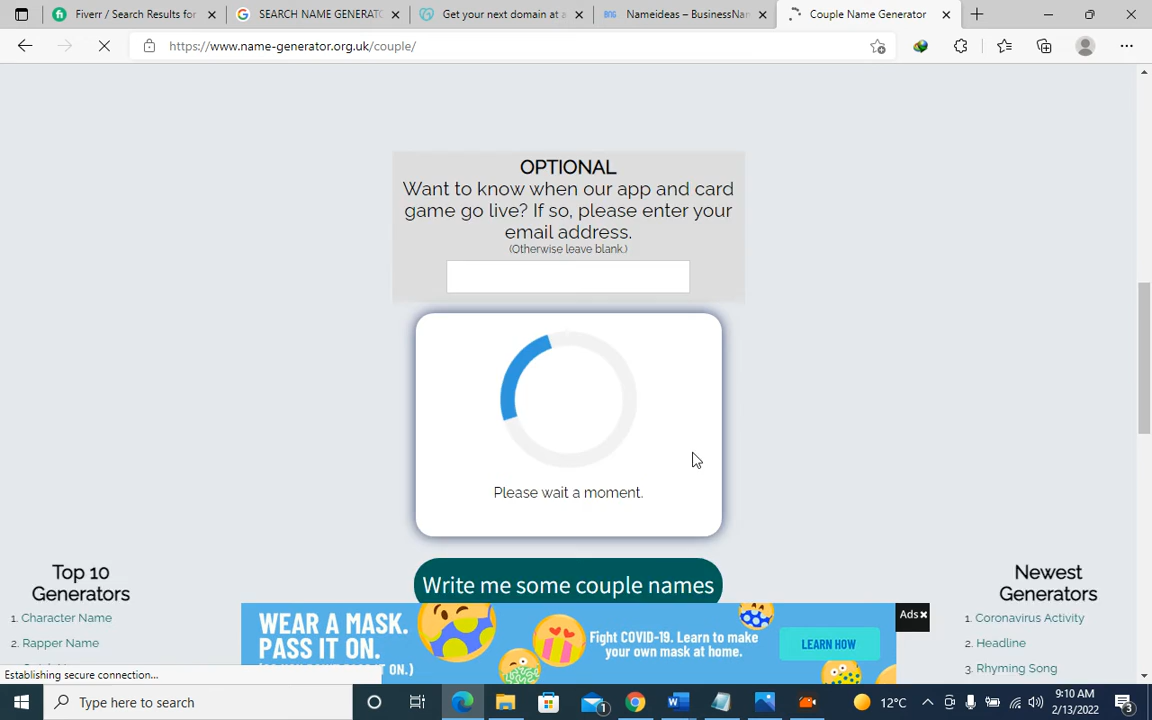 Fiverr / Search Results for
SEARCH NAME GENERATO
Get your next domain at a
Nameideas – BusinessNam
Couple Name Generator
https://www.name-generator.org.uk/couple/
OPTIONAL
Want to know when our app and card
game go live? If so, please enter your
email address.
(Otherwise leave blank.)
Please wait a moment.
Write me some couple names
Top 10
Generators
1. Character Name
2. Rapper Name
Newest
Generators
1. Coronavirus Activity
2. Headline
3. Rhyming Song
WEAR A MASK.
PASS IT ON.
Fight COVID-19. Learn to make
your own mask at home.
LEARN HOW
Ads
Establishing secure connection...
Type here to search
1
12°C
9:10 AM
2/13/2022
3